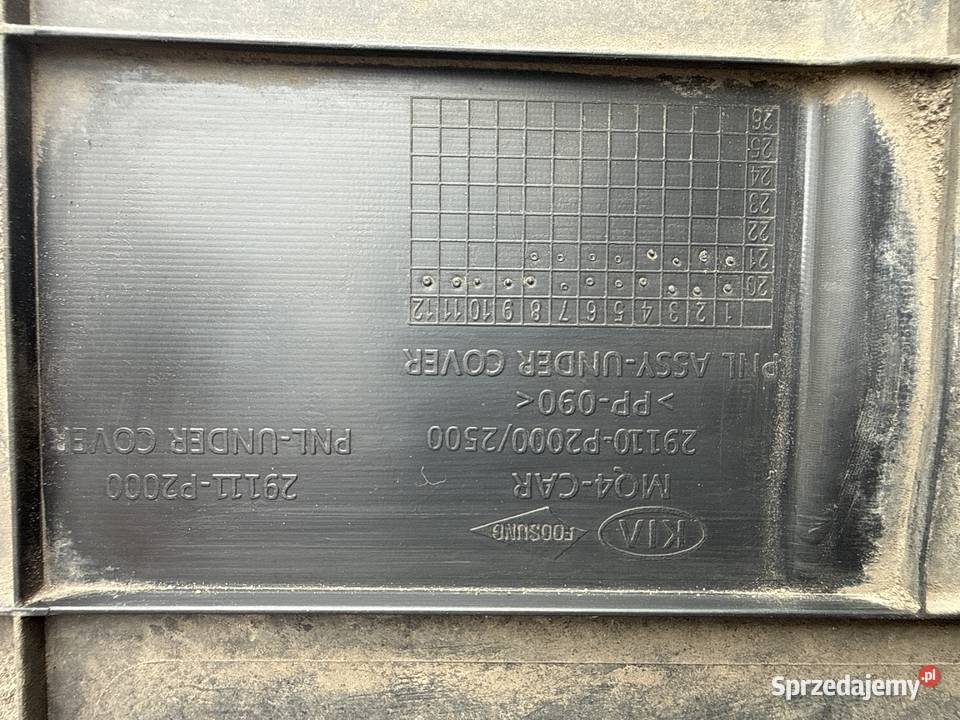 KIA FOOSUNG
MQ4-CAR
29110-P2000/2500
>PP-090<
PNL ASSY-UNDER COVER
29111-P2000
PNL-UNDER COVER
1 2 3 4 5 6 7 8 9 10 11 12
20
21
22
23
24
25
26
Sprzedajemy.pl